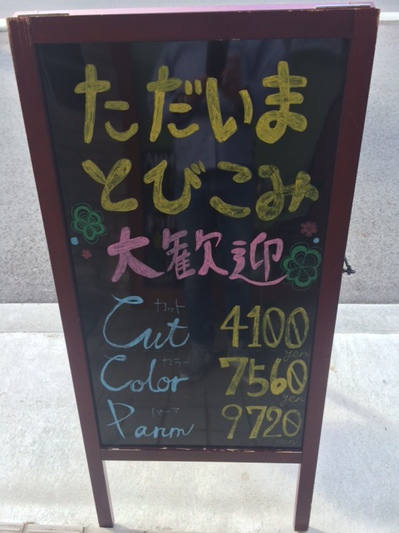 ただいま
とびこみ
大歓迎
カット
Cut 4100 yen
カラー
Color 7560 yen
パーマ
Parm 9720